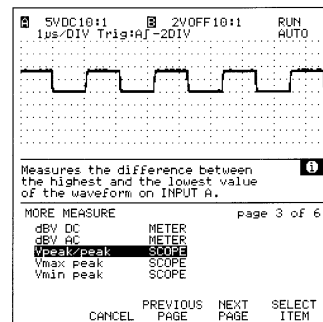 A 5VDC10:1 B 2VOFF10:1 RUN
1µs/DIV Trig:A∫-2DIV AUTO
Measures the difference between i
the highest and the lowest value
of the waveform on INPUT A.
MORE MEASURE page 3 of 6
dBV DC METER
dBV AC METER
Vpeak/peak SCOPE
Vmax peak SCOPE
Vmin peak SCOPE
CANCEL PREVIOUS PAGE NEXT PAGE SELECT ITEM